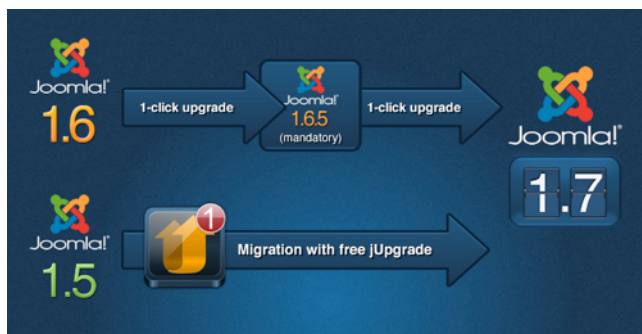 Joomla!
1.6
1-click upgrade
Joomla!
1.6.5
(mandatory)
1-click upgrade
Joomla!
1.7
Joomla!
1.5
1
Migration with free jUpgrade